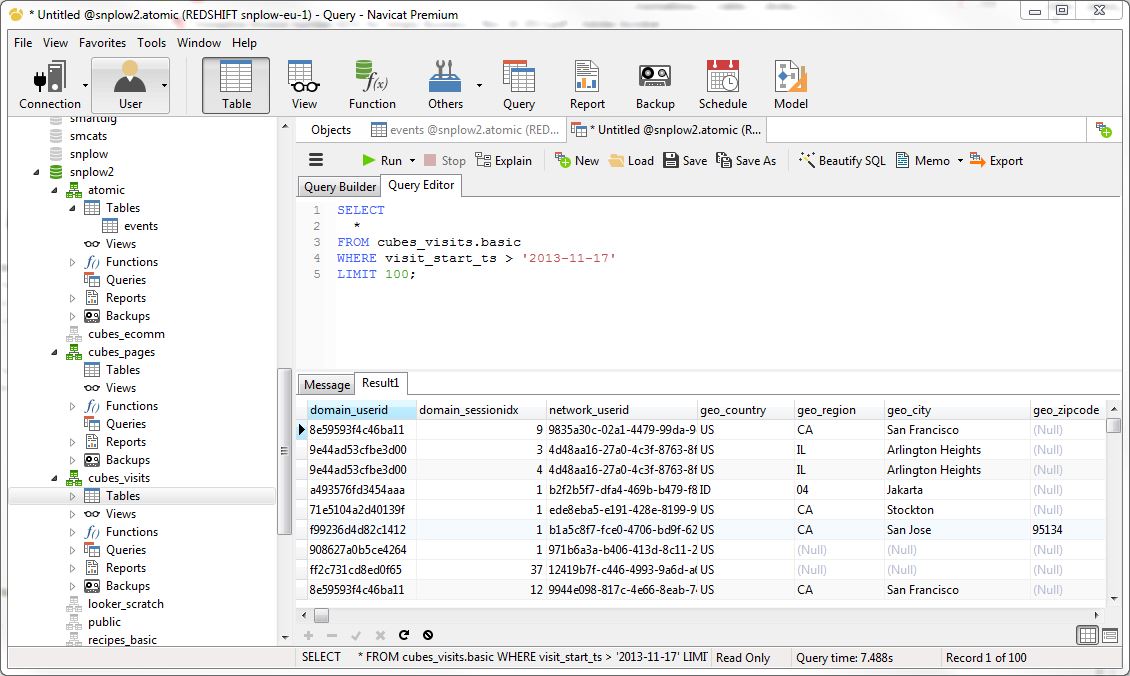 * Untitled @snplow2.atomic (REDSHIFT snplow-eu-1) - Query - Navicat Premium
File View Favorites Tools Window Help
Connection User Table View Function Others Query Report Backup Schedule Model
smartdig
smcats
snplow
snplow2
atomic
Tables
events
Views
Functions
Queries
Reports
Backups
cubes_ecomm
cubes_pages
Tables
Views
Functions
Queries
Reports
Backups
cubes_visits
Tables
Views
Functions
Queries
Reports
Backups
looker_scratch
public
recipes_basic
Objects events @snplow2.atomic (RED... * Untitled @snplow2.atomic (R...
Run Stop Explain New Load Save Save As Beautify SQL Memo Export
Query Builder Query Editor
1 SELECT
2 *
3 FROM cubes_visits.basic
4 WHERE visit_start_ts > '2013-11-17'
5 LIMIT 100;
Message Result1
domain_userid domain_sessionidx network_userid geo_country geo_region geo_city geo_zipcode
8e59593f4c46ba11 9 9835a30c-02a1-4479-99da-9 US CA San Francisco (Null)
9e44ad53cfbe3d00 3 4d48aa16-27a0-4c3f-8763-8f US IL Arlington Heights (Null)
9e44ad53cfbe3d00 4 4d48aa16-27a0-4c3f-8763-8f US IL Arlington Heights (Null)
a493576fd3454aaa 1 b2f2b5f7-dfa4-469b-b479-f8 ID 04 Jakarta (Null)
71e5104a2d40139f 1 ede8eba5-e191-428e-8199-9 US CA Stockton (Null)
f99236d4d82c1412 1 b1a5c8f7-fce0-4706-bd9f-62 US CA San Jose 95134
908627a0b5ce4264 1 971b6a3a-b406-413d-8c11-2 US (Null) (Null) (Null)
ff2c731cd8ed0f65 37 12419b7f-c446-4993-9a6d-a6 US (Null) (Null) (Null)
8e59593f4c46ba11 12 9944e098-817c-4e66-8eab-7 US CA San Francisco (Null)
SELECT * FROM cubes_visits.basic WHERE visit_start_ts > '2013-11-17' LIMI Read Only Query time: 7.488s Record 1 of 100